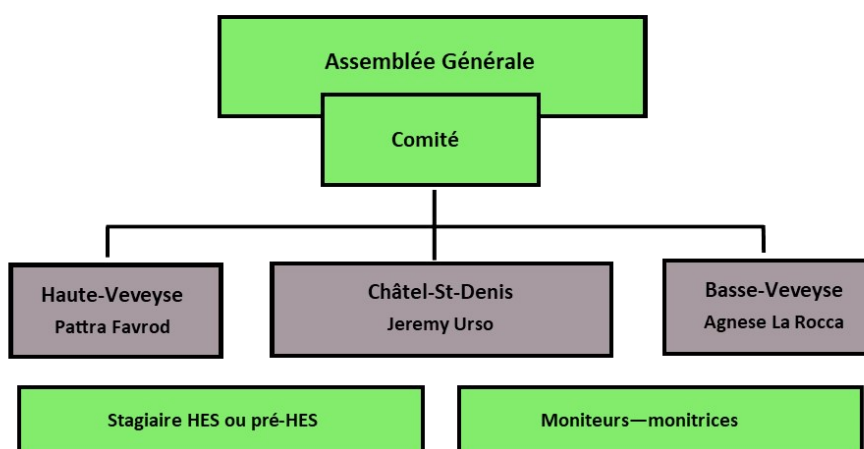 Assemblée Générale
Comité
Haute-Veveyse
Pattra Favrod
Châtel-St-Denis
Jeremy Urso
Basse-Veveyse
Agnese La Rocca
Stagiaire HES ou pré-HES
Moniteurs—monitrices